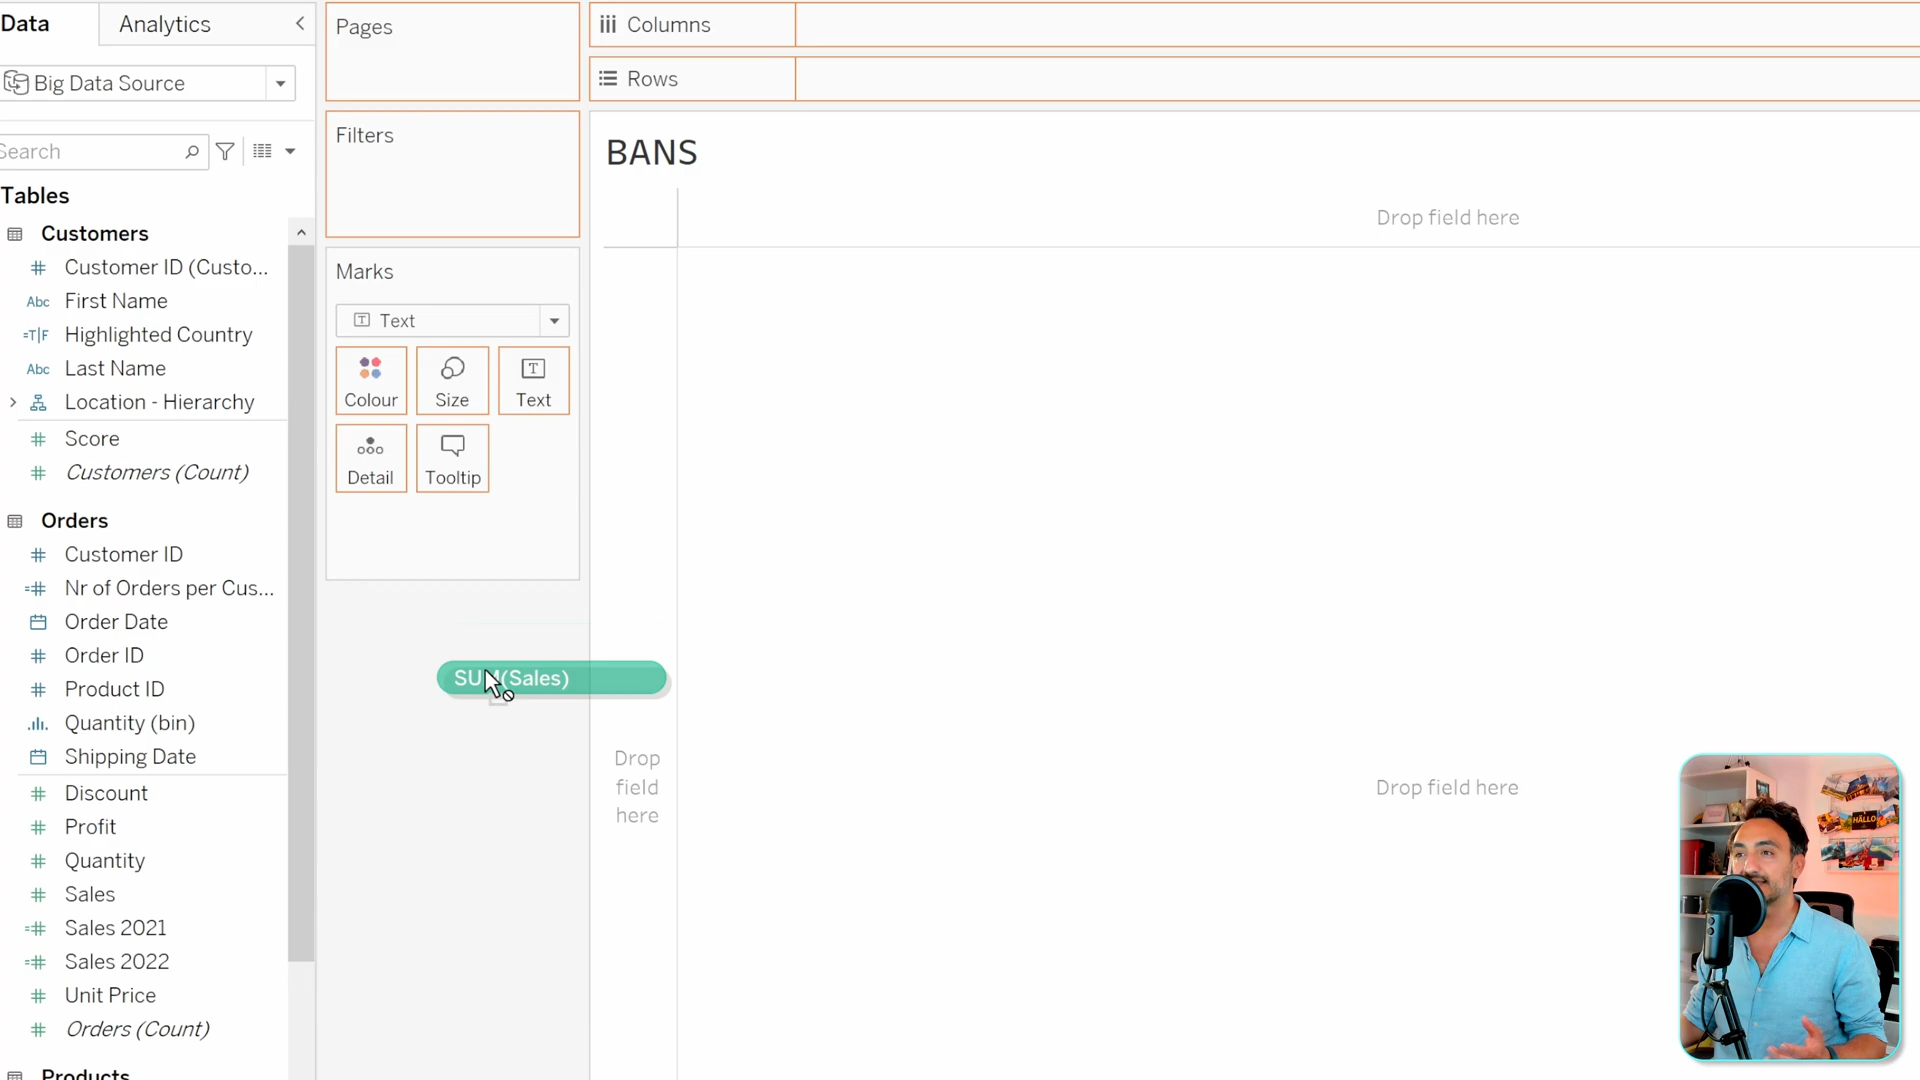 Data
Analytics
Big Data Source
Search
Tables
Customers
Customer ID (Custo...
Abc First Name
=T|F Highlighted Country
Abc Last Name
Location - Hierarchy
Score
Customers (Count)
Orders
Customer ID
Nr of Orders per Cus...
Order Date
Order ID
Product ID
Quantity (bin)
Shipping Date
Discount
Profit
Quantity
Sales
Sales 2021
Sales 2022
Unit Price
Orders (Count)
Products
Pages
Filters
Marks
Text
Colour
Size
Text
Detail
Tooltip
SUM(Sales)
Columns
Rows
BANS
Drop field here
Drop
field
here
Drop field here
HÄLLO